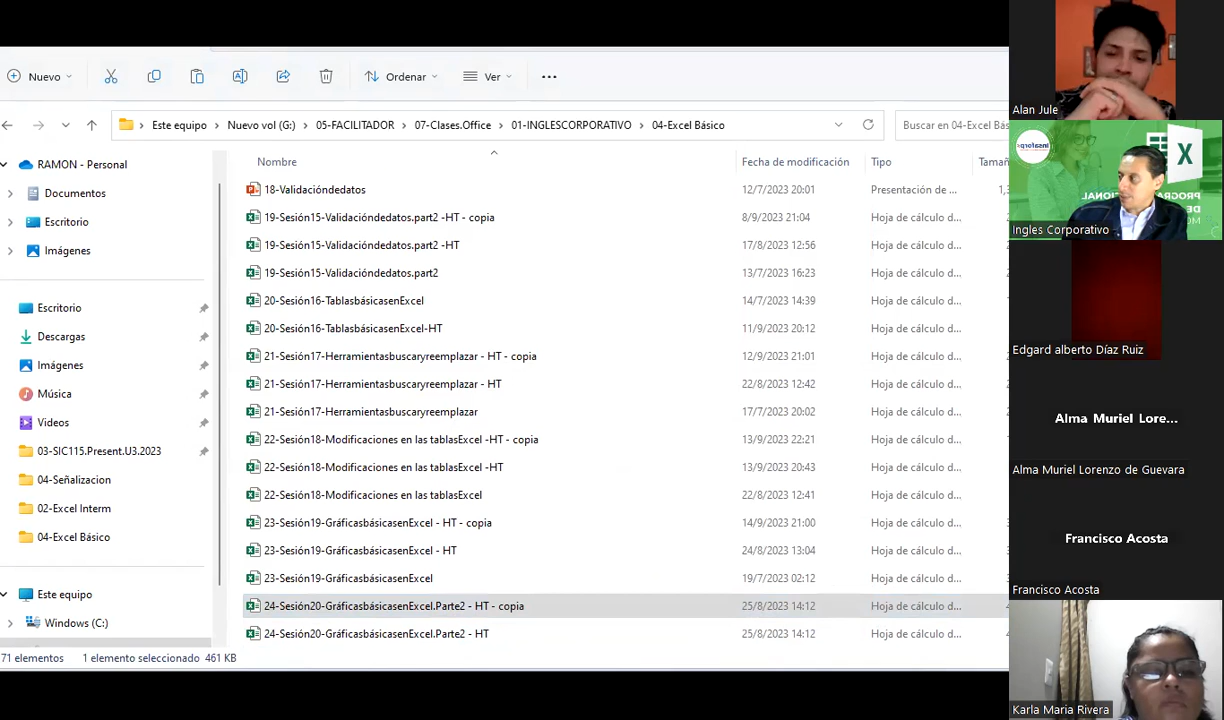 Nuevo
Ordenar
Ver
Este equipo > Nuevo vol (G:) > 05-FACILITADOR > 07-Clases.Office > 01-INGLESCORPORATIVO > 04-Excel Básico
Buscar en 04-Excel Bás
RAMON - Personal
Documentos
Escritorio
Imágenes
Escritorio
Descargas
Imágenes
Música
Videos
03-SIC115.Present.U3.2023
04-Señalizacion
02-Excel Interm
04-Excel Básico
Este equipo
Windows (C:)
Nombre Fecha de modificación Tipo Tamañ
18-Validacióndedatos 12/7/2023 20:01 Presentación de ... 1,
19-Sesión15-Validacióndedatos.part2 -HT - copia 8/9/2023 21:04 Hoja de cálculo d...
19-Sesión15-Validacióndedatos.part2 -HT 17/8/2023 12:56 Hoja de cálculo d...
19-Sesión15-Validacióndedatos.part2 13/7/2023 16:23 Hoja de cálculo d...
20-Sesión16-TablasbásicasenExcel 14/7/2023 14:39 Hoja de cálculo d...
20-Sesión16-TablasbásicasenExcel-HT 11/9/2023 20:12 Hoja de cálculo d...
21-Sesión17-Herramientasbuscaryreemplazar - HT - copia 12/9/2023 21:01 Hoja de cálculo d...
21-Sesión17-Herramientasbuscaryreemplazar - HT 22/8/2023 12:42 Hoja de cálculo d...
21-Sesión17-Herramientasbuscaryreemplazar 17/7/2023 20:02 Hoja de cálculo d...
22-Sesión18-Modificaciones en las tablasExcel -HT - copia 13/9/2023 22:21 Hoja de cálculo d...
22-Sesión18-Modificaciones en las tablasExcel -HT 13/9/2023 20:43 Hoja de cálculo d...
22-Sesión18-Modificaciones en las tablasExcel 22/8/2023 12:41 Hoja de cálculo d...
23-Sesión19-GráficasbásicasenExcel - HT - copia 14/9/2023 21:00 Hoja de cálculo d...
23-Sesión19-GráficasbásicasenExcel - HT 24/8/2023 13:04 Hoja de cálculo d...
23-Sesión19-GráficasbásicasenExcel 19/7/2023 02:12 Hoja de cálculo d...
24-Sesión20-GráficasbásicasenExcel.Parte2 - HT - copia 25/8/2023 14:12 Hoja de cálculo d...
24-Sesión20-GráficasbásicasenExcel.Parte2 - HT 25/8/2023 14:12 Hoja de cálculo d...
71 elementos 1 elemento seleccionado 461 KB
Alan Jule
insaforp
X
PROGRA
DE
Ingles Corporativo
Edgard alberto Díaz Ruiz
Alma Muriel Lore...
Alma Muriel Lorenzo de Guevara
Francisco Acosta
Francisco Acosta
Karla Maria Rivera